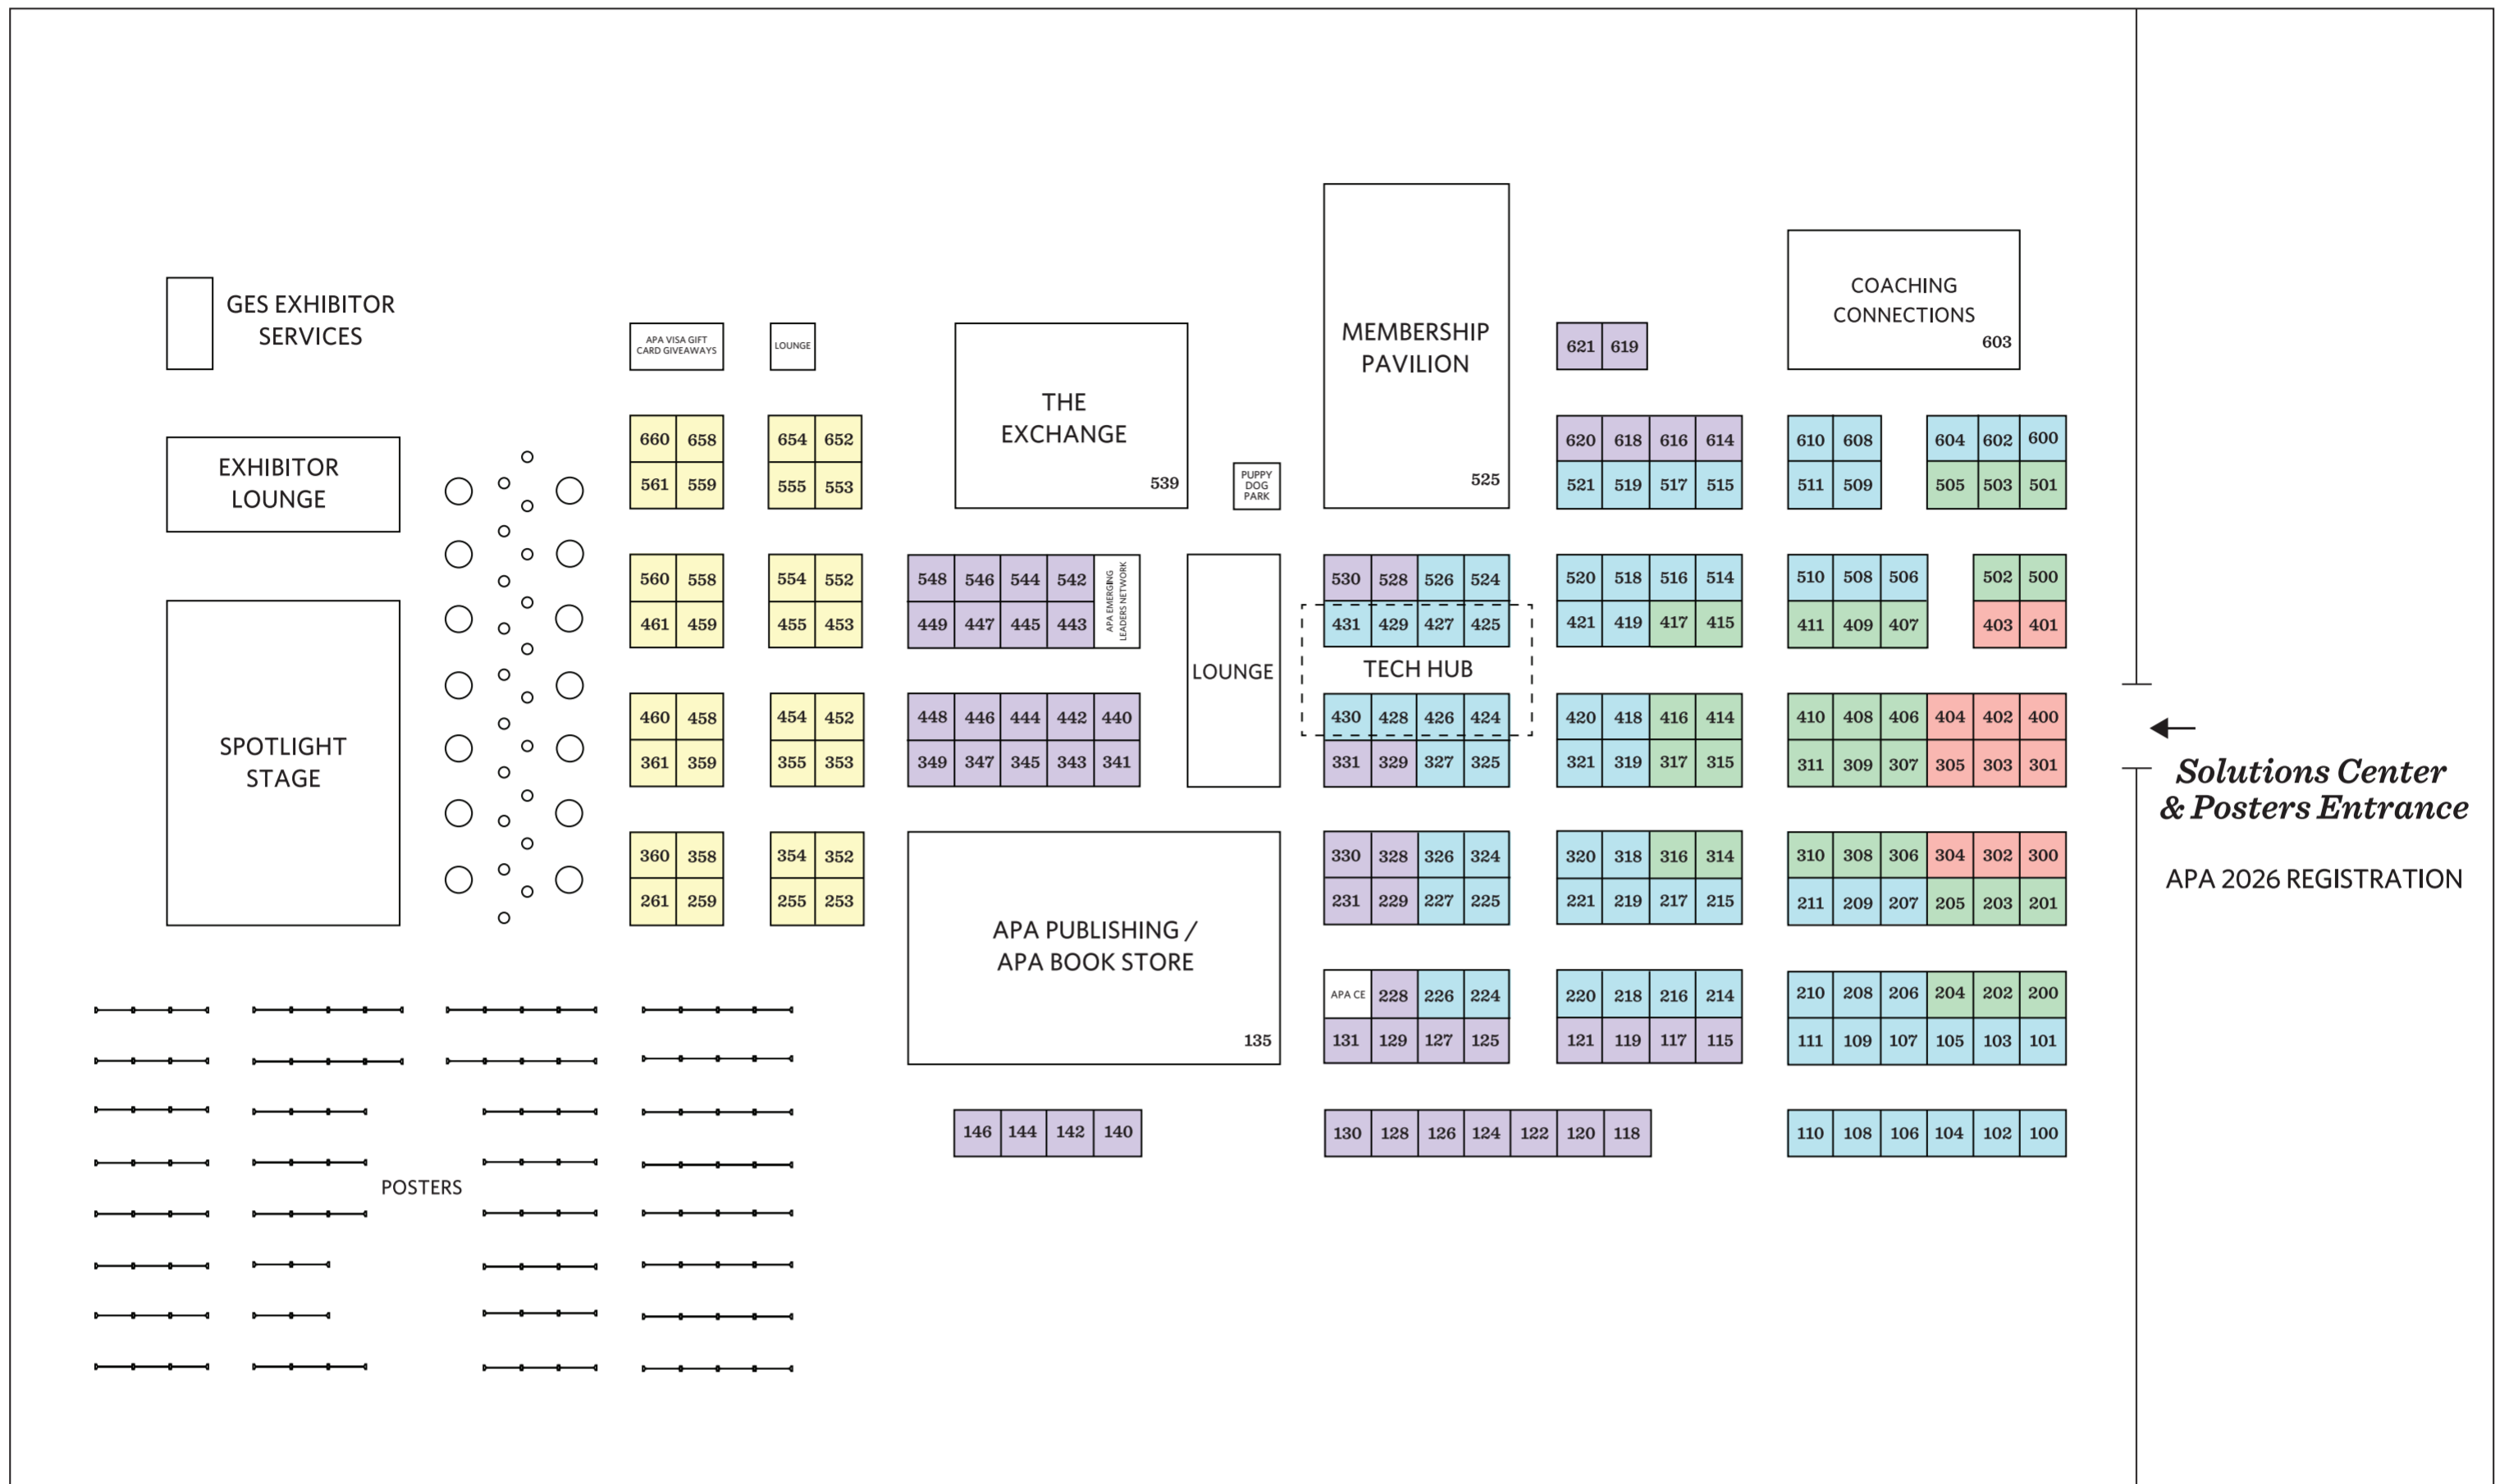 GES EXHIBITOR
SERVICES
EXHIBITOR
LOUNGE
SPOTLIGHT
STAGE
APA VISA GIFT
CARD GIVEAWAYS
LOUNGE
660 658
561 559
654 652
555 553
560 558
461 459
554 552
455 453
460 458
361 359
454 452
355 353
360 358
261 259
354 352
255 253
THE
EXCHANGE
539
PUPPY
DOG
PARK
548 546 544 542
449 447 445 443
APA EMERGING
LEADERS NETWORK
448 446 444 442 440
349 347 345 343 341
LOUNGE
APA PUBLISHING /
APA BOOK STORE
135
146 144 142 140
MEMBERSHIP
PAVILION
525
530 528 526 524
431 429 427 425
TECH HUB
430 428 426 424
331 329 327 325
330 328 326 324
231 229 227 225
APA CE 228 226 224
131 129 127 125
130 128 126 124 122 120 118
621 619
620 618 616 614
521 519 517 515
520 518 516 514
421 419 417 415
420 418 416 414
321 319 317 315
320 318 316 314
221 219 217 215
220 218 216 214
121 119 117 115
COACHING
CONNECTIONS
603
610 608
511 509
604 602 600
505 503 501
510 508 506
411 409 407
502 500
403 401
410 408 406 404 402 400
311 309 307 305 303 301
310 308 306 304 302 300
211 209 207 205 203 201
210 208 206 204 202 200
111 109 107 105 103 101
110 108 106 104 102 100
Solutions Center
& Posters Entrance
APA 2026 REGISTRATION
POSTERS